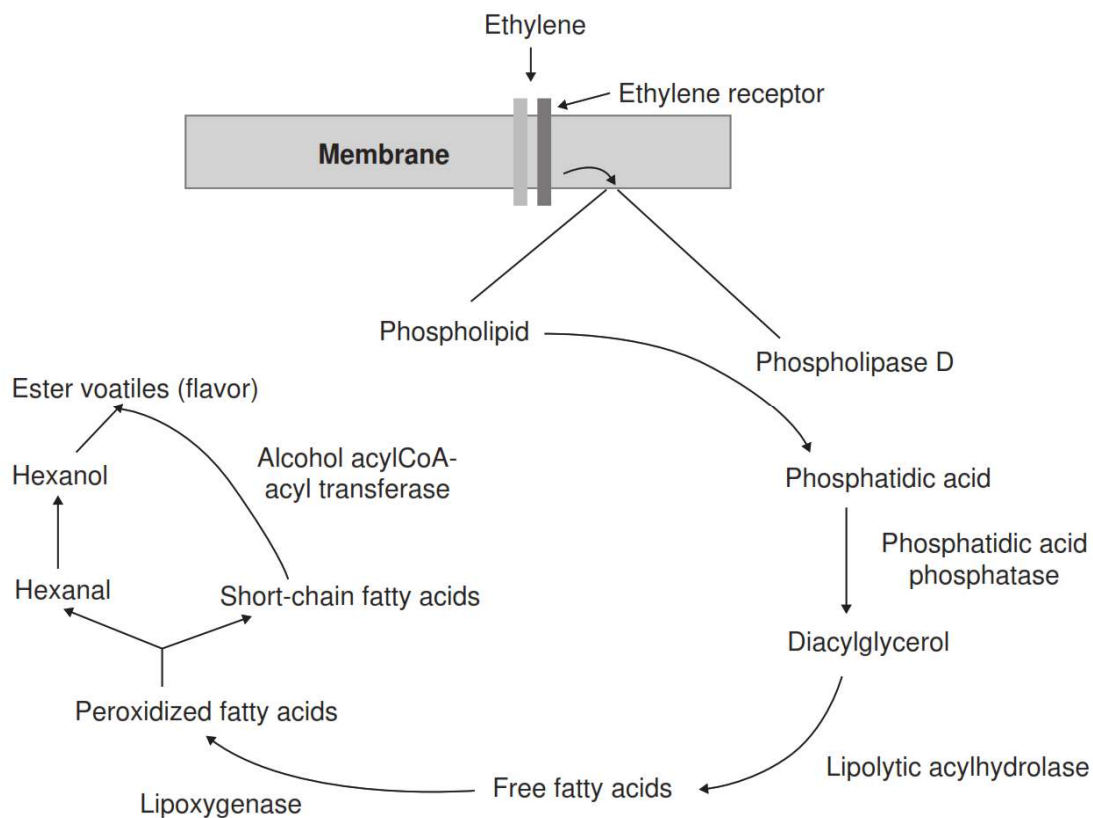 Ethylene
Ethylene receptor
Membrane
Phospholipid
Phospholipase D
Ester voatiles (flavor)
Alcohol acylCoA-
acyl transferase
Hexanol
Phosphatidic acid
Phosphatidic acid
phosphatase
Hexanal
Short-chain fatty acids
Diacylglycerol
Peroxidized fatty acids
Lipolytic acylhydrolase
Free fatty acids
Lipoxygenase